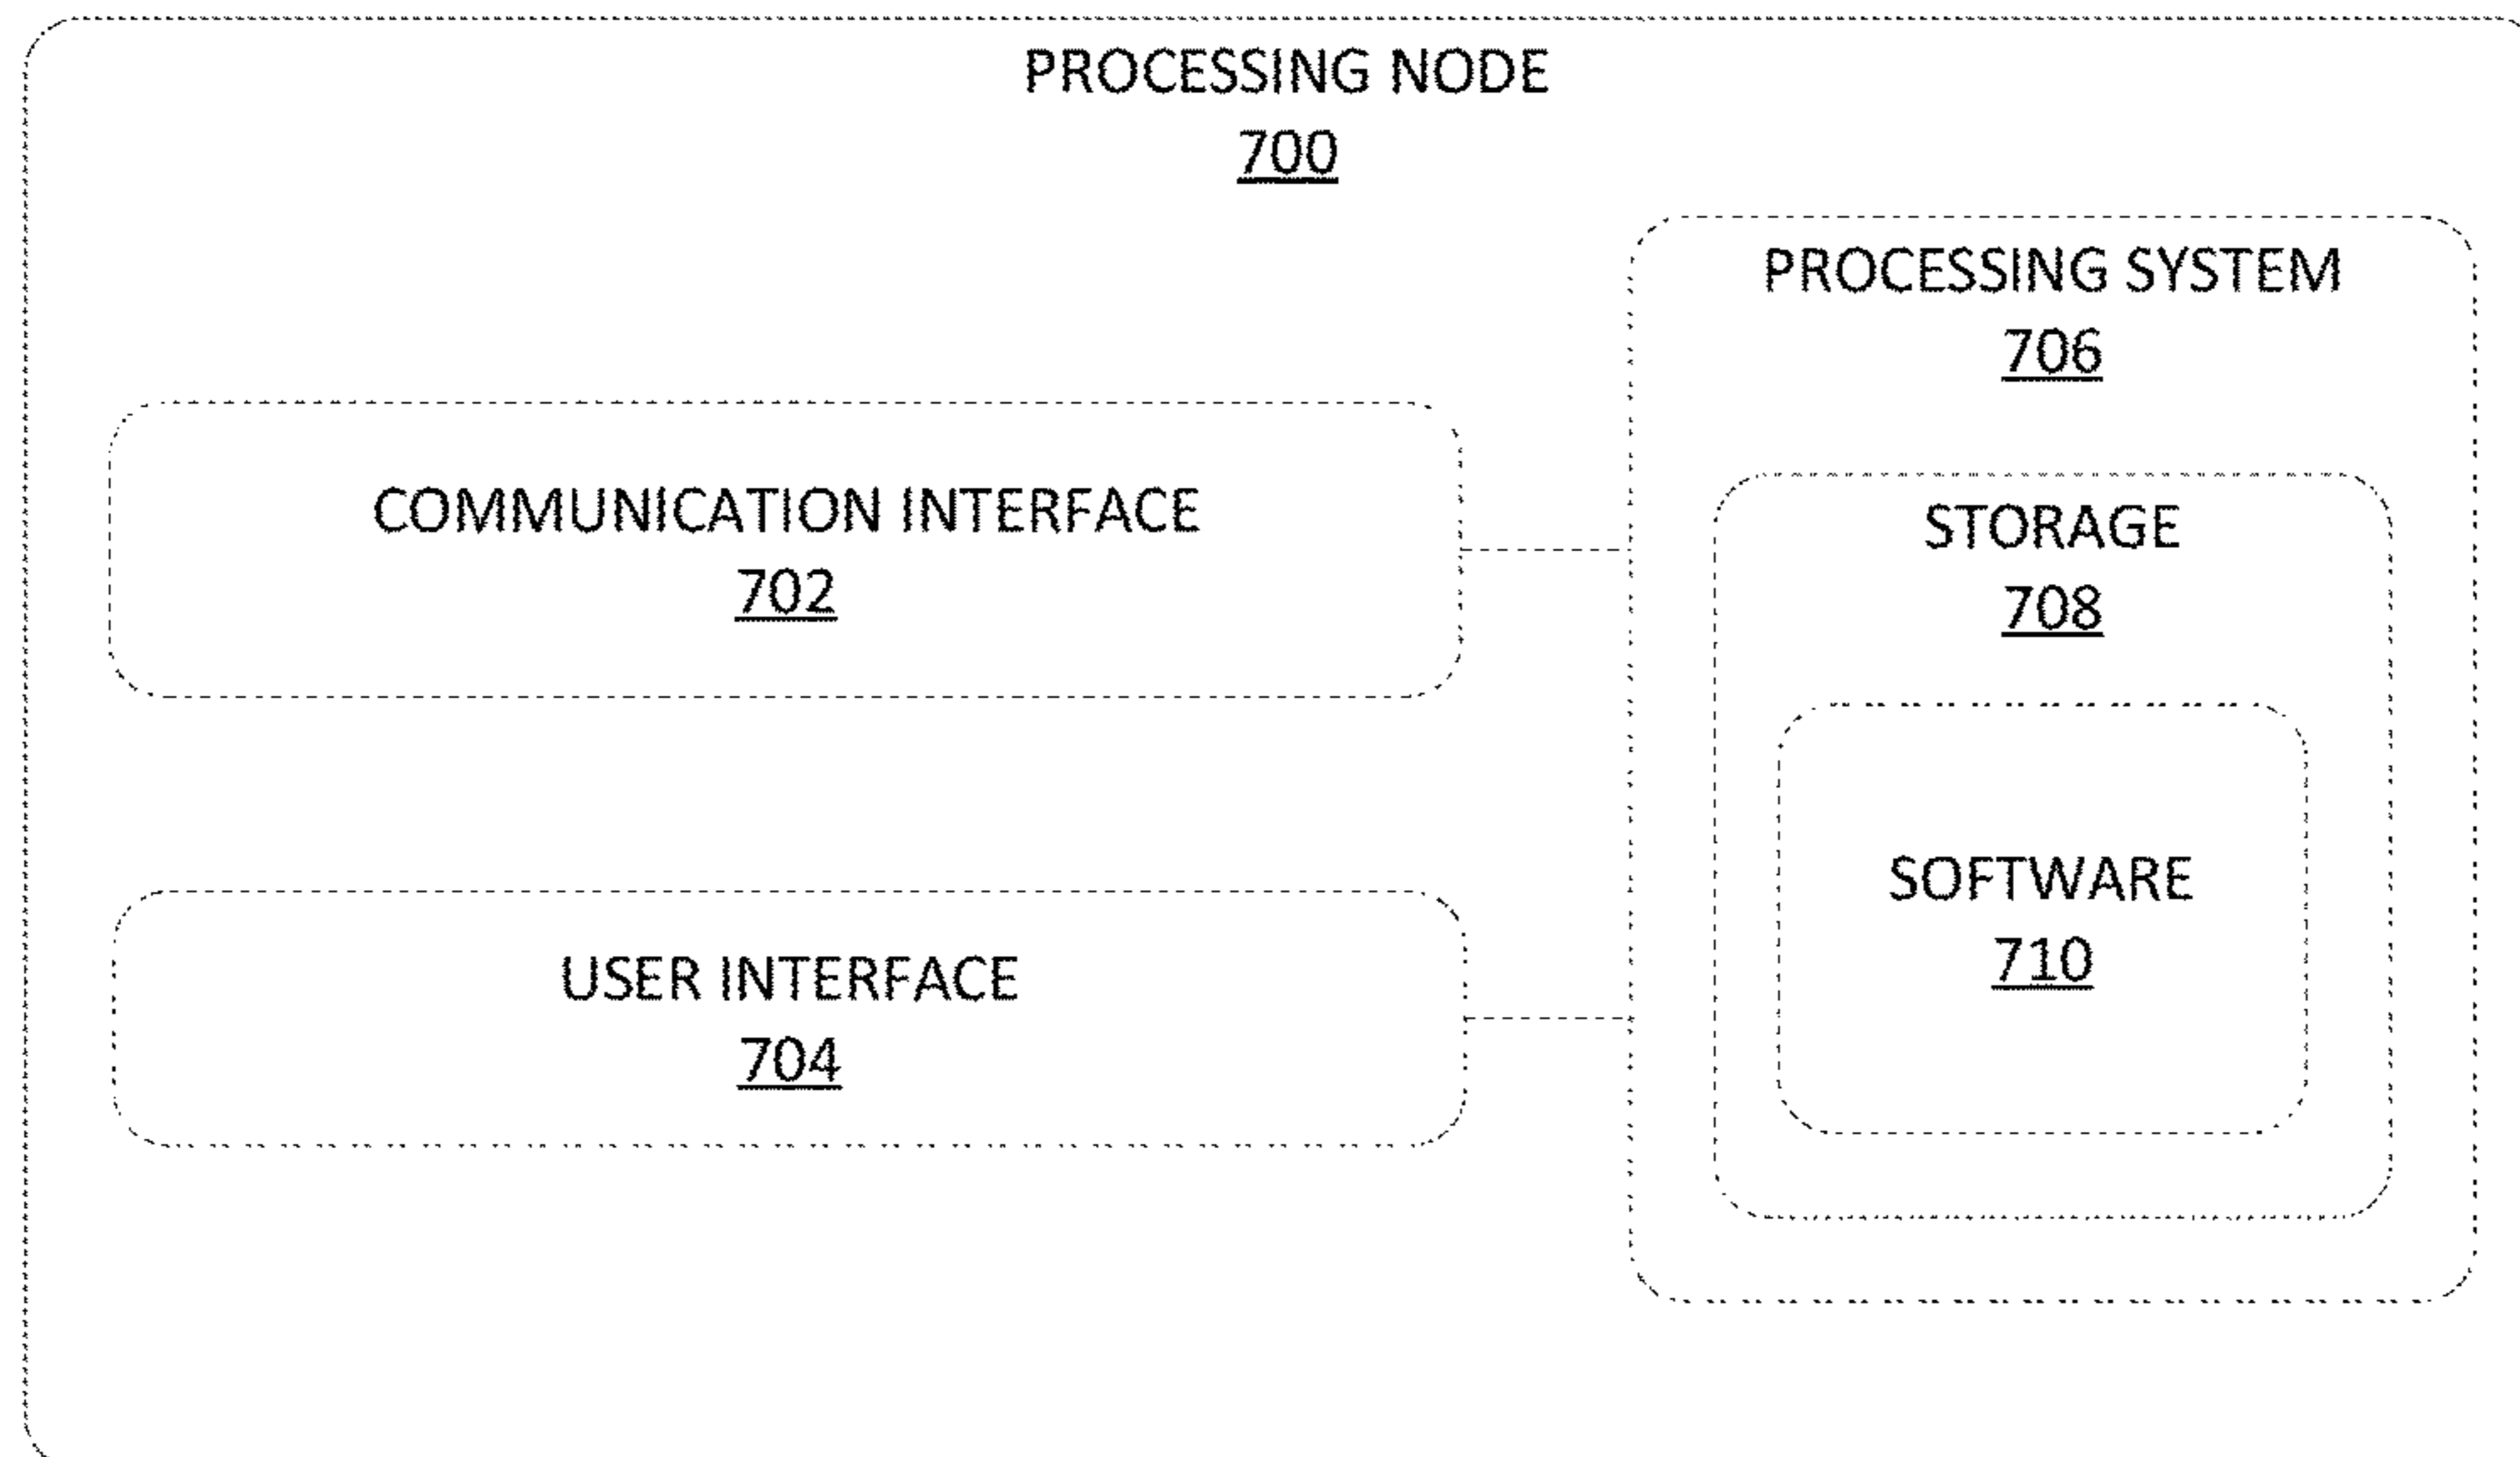 PROCESSING NODE
700
PROCESSING SYSTEM
706
COMMUNICATION INTERFACE
702
STORAGE
708
SOFTWARE
710
USER INTERFACE
704